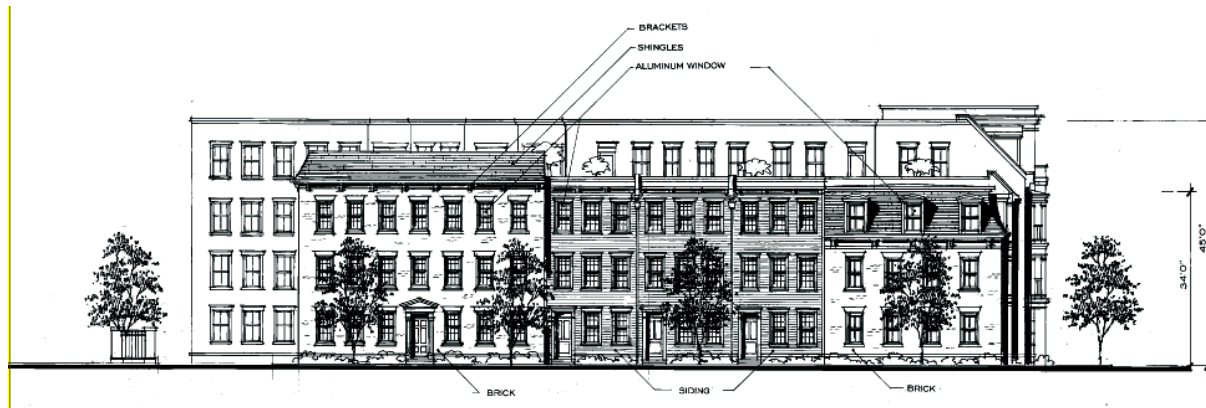 BRACKETS
SHINGLES
ALUMINUM WINDOW
34'0"
45'0"
BRICK
SIDING
BRICK